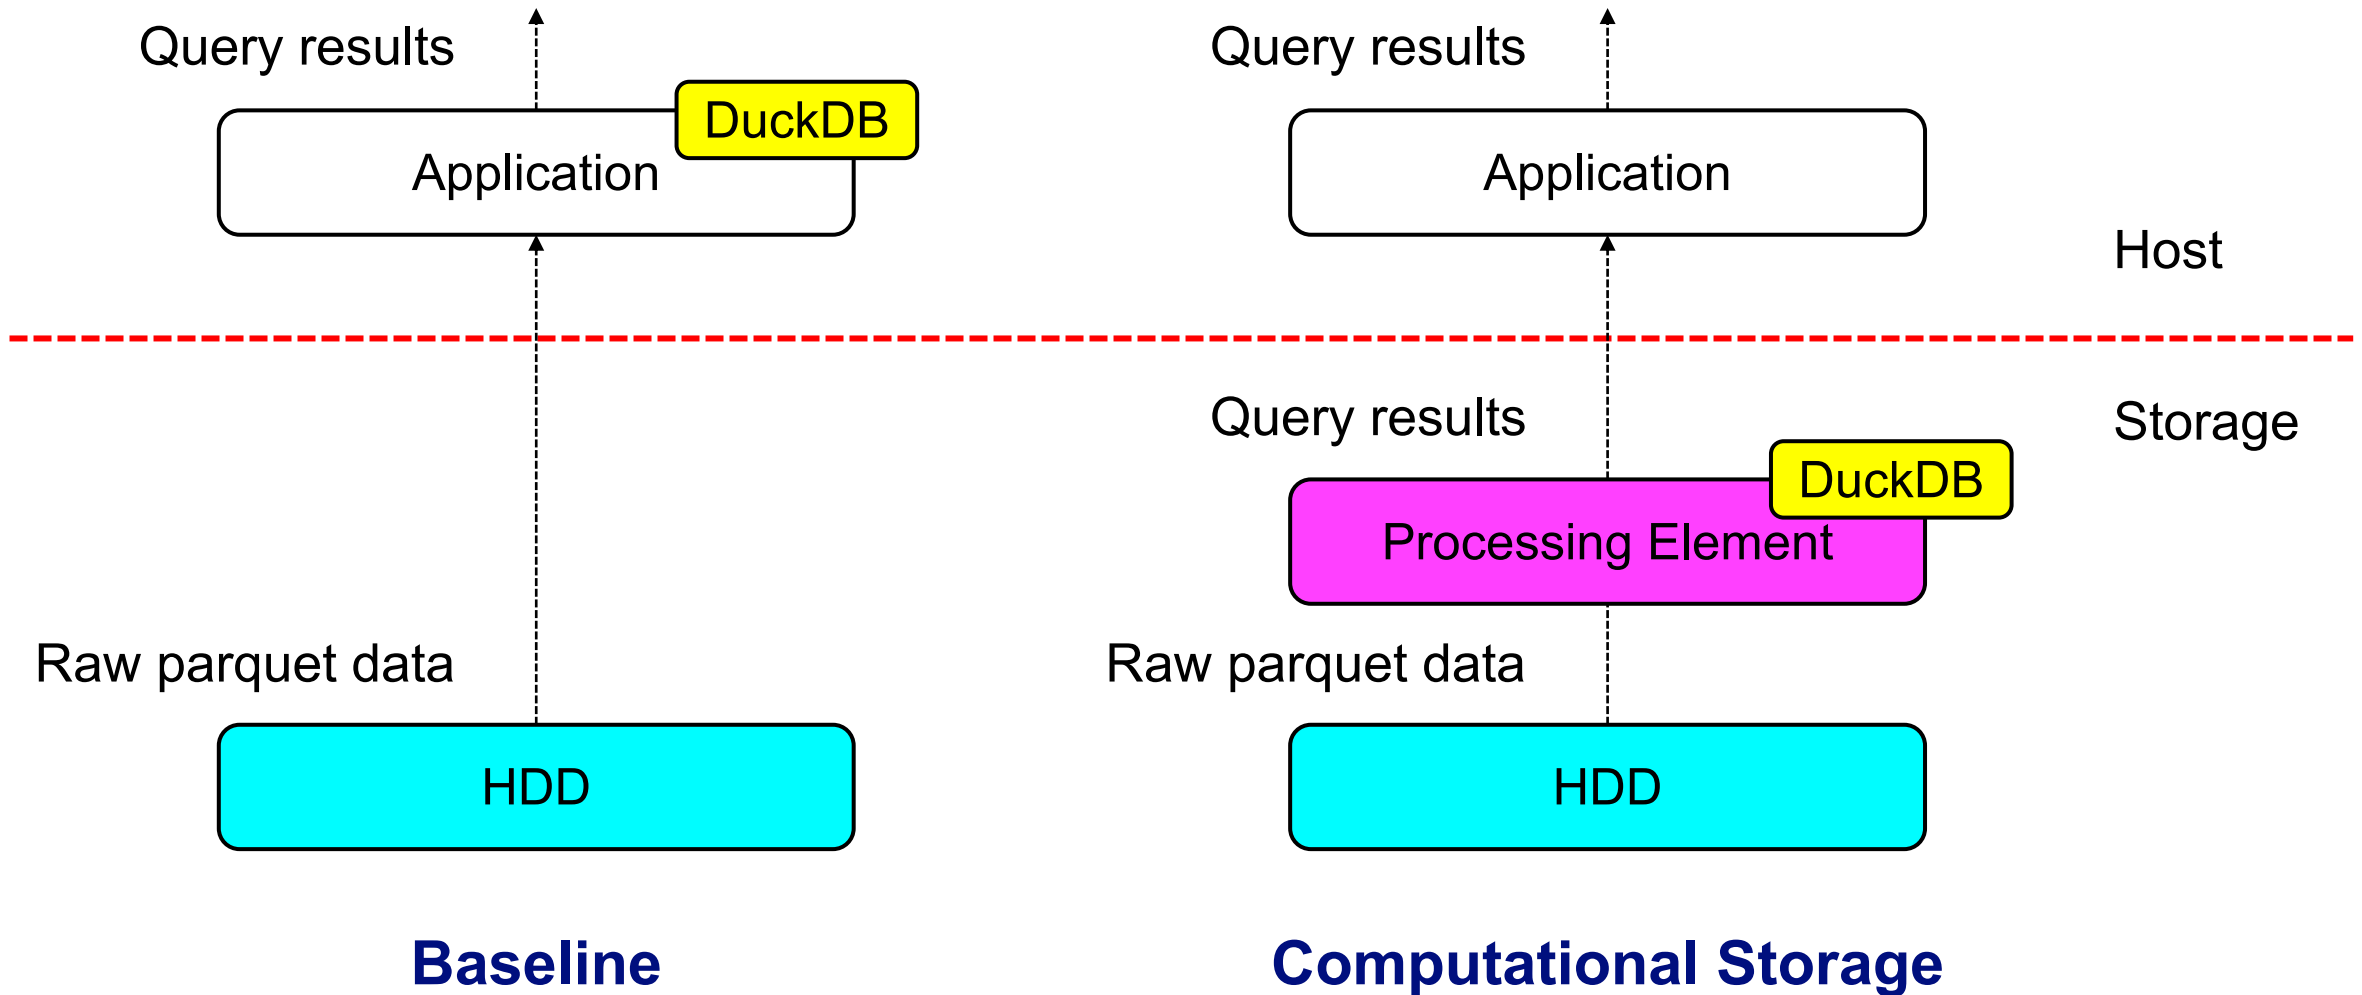 Query results
Query results
DuckDB
Application
Application
Host
Query results
Storage
DuckDB
Processing Element
Raw parquet data
Raw parquet data
HDD
HDD
Baseline
Computational Storage